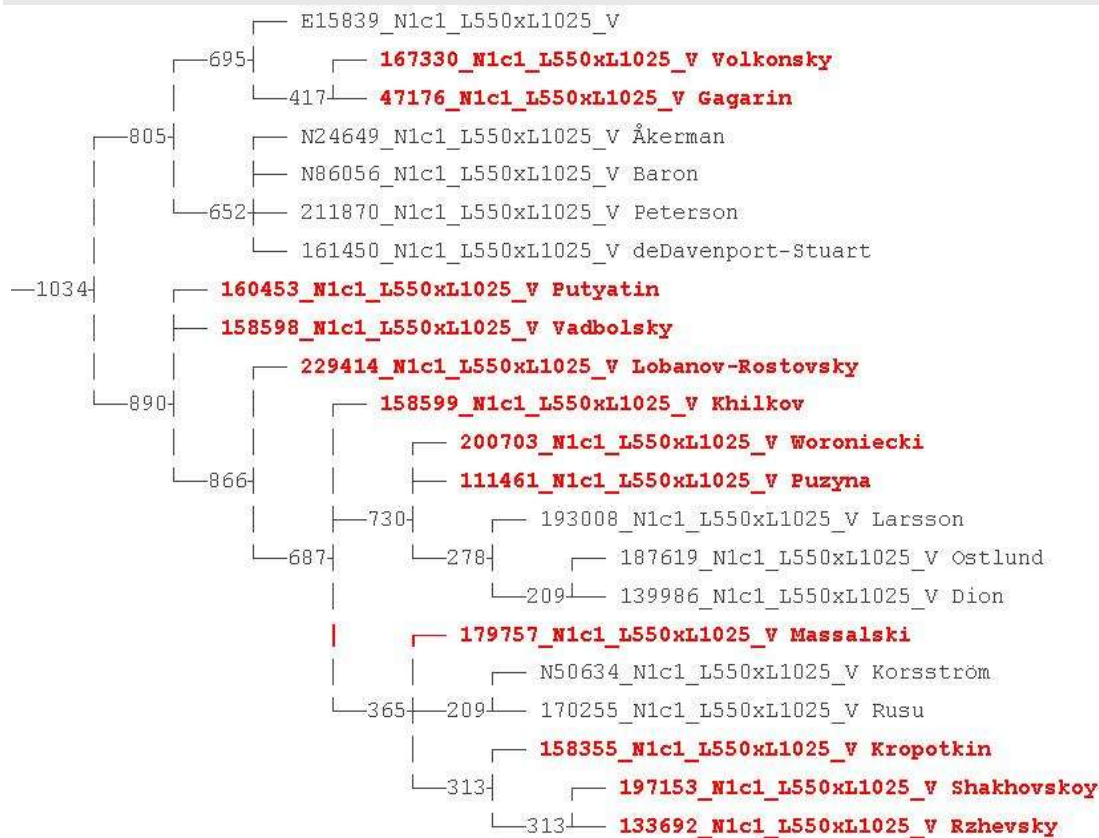 E15839_N1c1_L550xL1025_V
695
167330_N1c1_L550xL1025_V Volkonsky
417
47176_N1c1_L550xL1025_V Gagarin
805
N24649_N1c1_L550xL1025_V Åkerman
N86056_N1c1_L550xL1025_V Baron
652
211870_N1c1_L550xL1025_V Peterson
161450_N1c1_L550xL1025_V deDavenport-Stuart
1034
160453_N1c1_L550xL1025_V Putyatin
158598_N1c1_L550xL1025_V Vadbolsky
229414_N1c1_L550xL1025_V Lobanov-Rostovsky
890
158599_N1c1_L550xL1025_V Khilkov
200703_N1c1_L550xL1025_V Woroniecki
866
111461_N1c1_L550xL1025_V Puzyna
730
193008_N1c1_L550xL1025_V Larsson
687
278
187619_N1c1_L550xL1025_V Ostlund
209
139986_N1c1_L550xL1025_V Dion
179757_N1c1_L550xL1025_V Massalski
N50634_N1c1_L550xL1025_V Korsström
365
209
170255_N1c1_L550xL1025_V Rusu
158355_N1c1_L550xL1025_V Kropotkin
313
197153_N1c1_L550xL1025_V Shakhovskoy
313
133692_N1c1_L550xL1025_V Rzhevsky